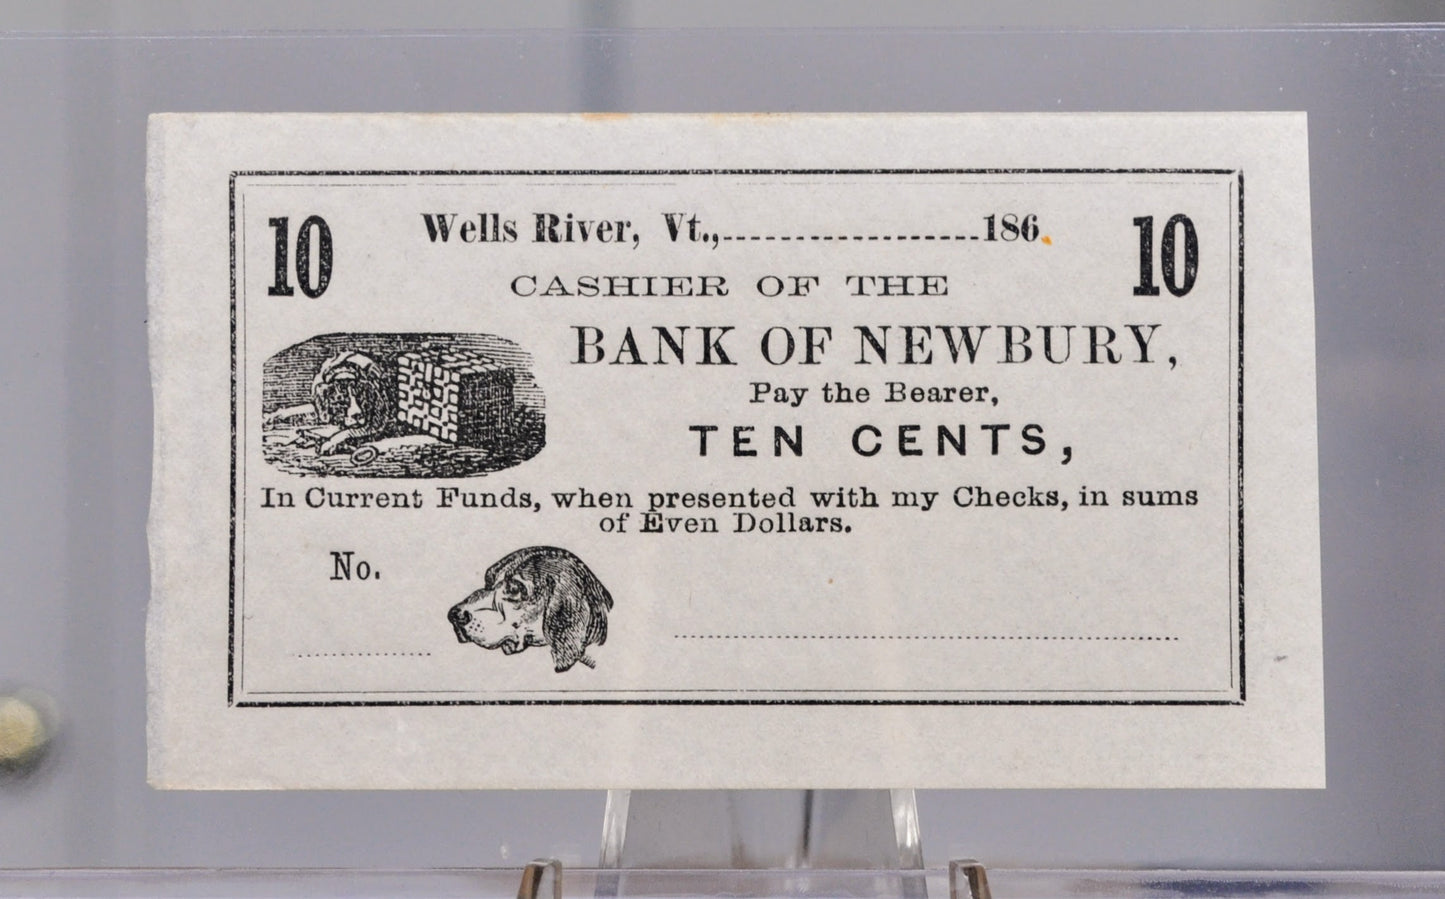 10 Wells River, Vt.,..................186. 10
CASHIER OF THE
BANK OF NEWBURY,
Pay the Bearer,
TEN CENTS,
In Current Funds, when presented with my Checks, in sums
of Even Dollars.
No.